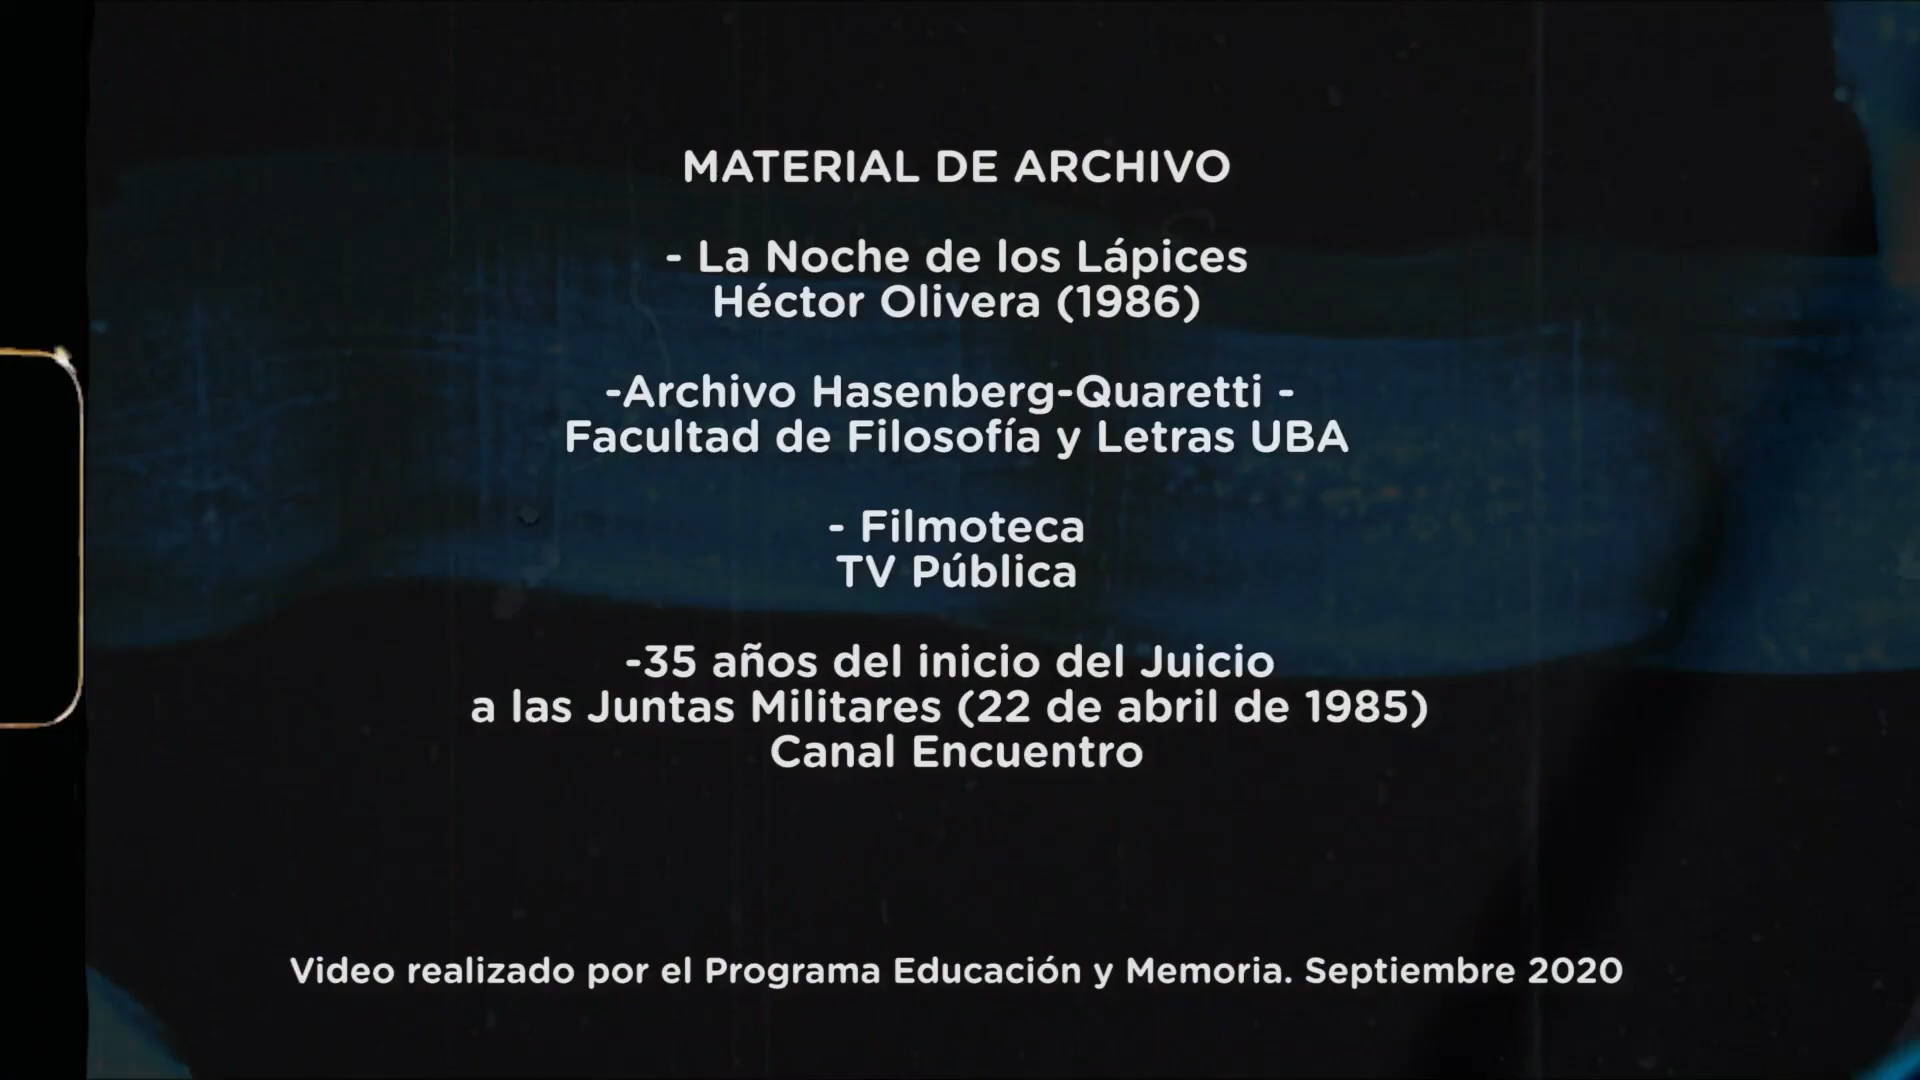 MATERIAL DE ARCHIVO
- La Noche de los Lápices
Héctor Olivera (1986)
-Archivo Hasenberg-Quaretti -
Facultad de Filosofía y Letras UBA
- Filmoteca
TV Pública
-35 años del inicio del Juicio
a las Juntas Militares (22 de abril de 1985)
Canal Encuentro
Video realizado por el Programa Educación y Memoria. Septiembre 2020